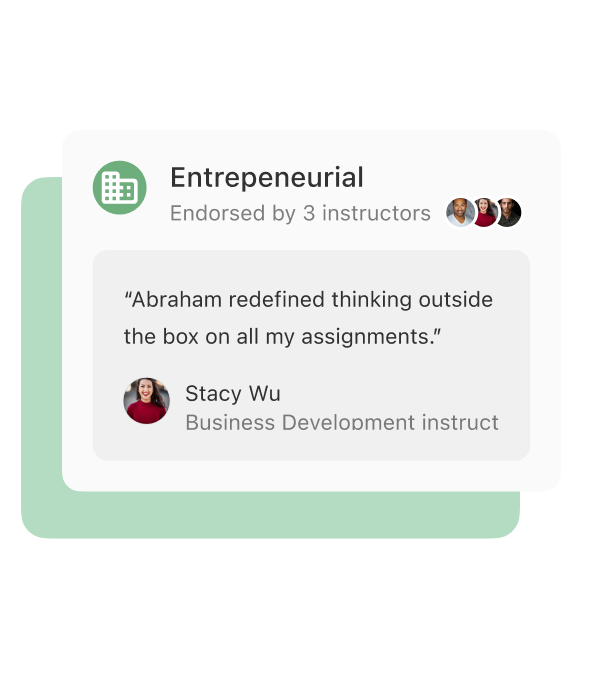 Entrepeneurial
Endorsed by 3 instructors
“Abraham redefined thinking outside
the box on all my assignments.”
Stacy Wu
Business Development instruct